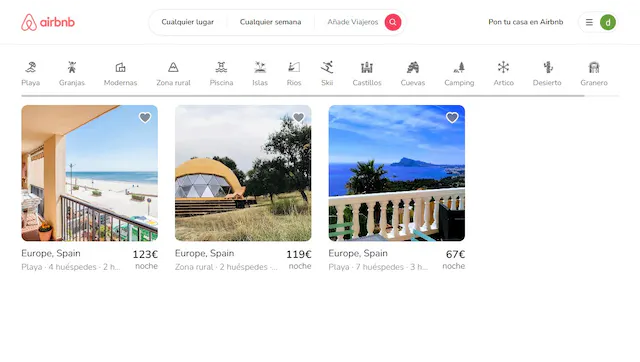 airbnb
Cualquier lugar Cualquier semana Añade Viajeros
Pon tu casa en Airbnb
d
Playa Granjas Modernas Zona rural Piscina Islas Rios Skii Castillos Cuevas Camping Artico Desierto Granero
Europe, Spain 123€
Playa · 4 huéspedes · 2 h... noche
Europe, Spain 119€
Zona rural · 2 huéspedes ·... noche
Europe, Spain 67€
Playa · 7 huéspedes · 3 h... noche